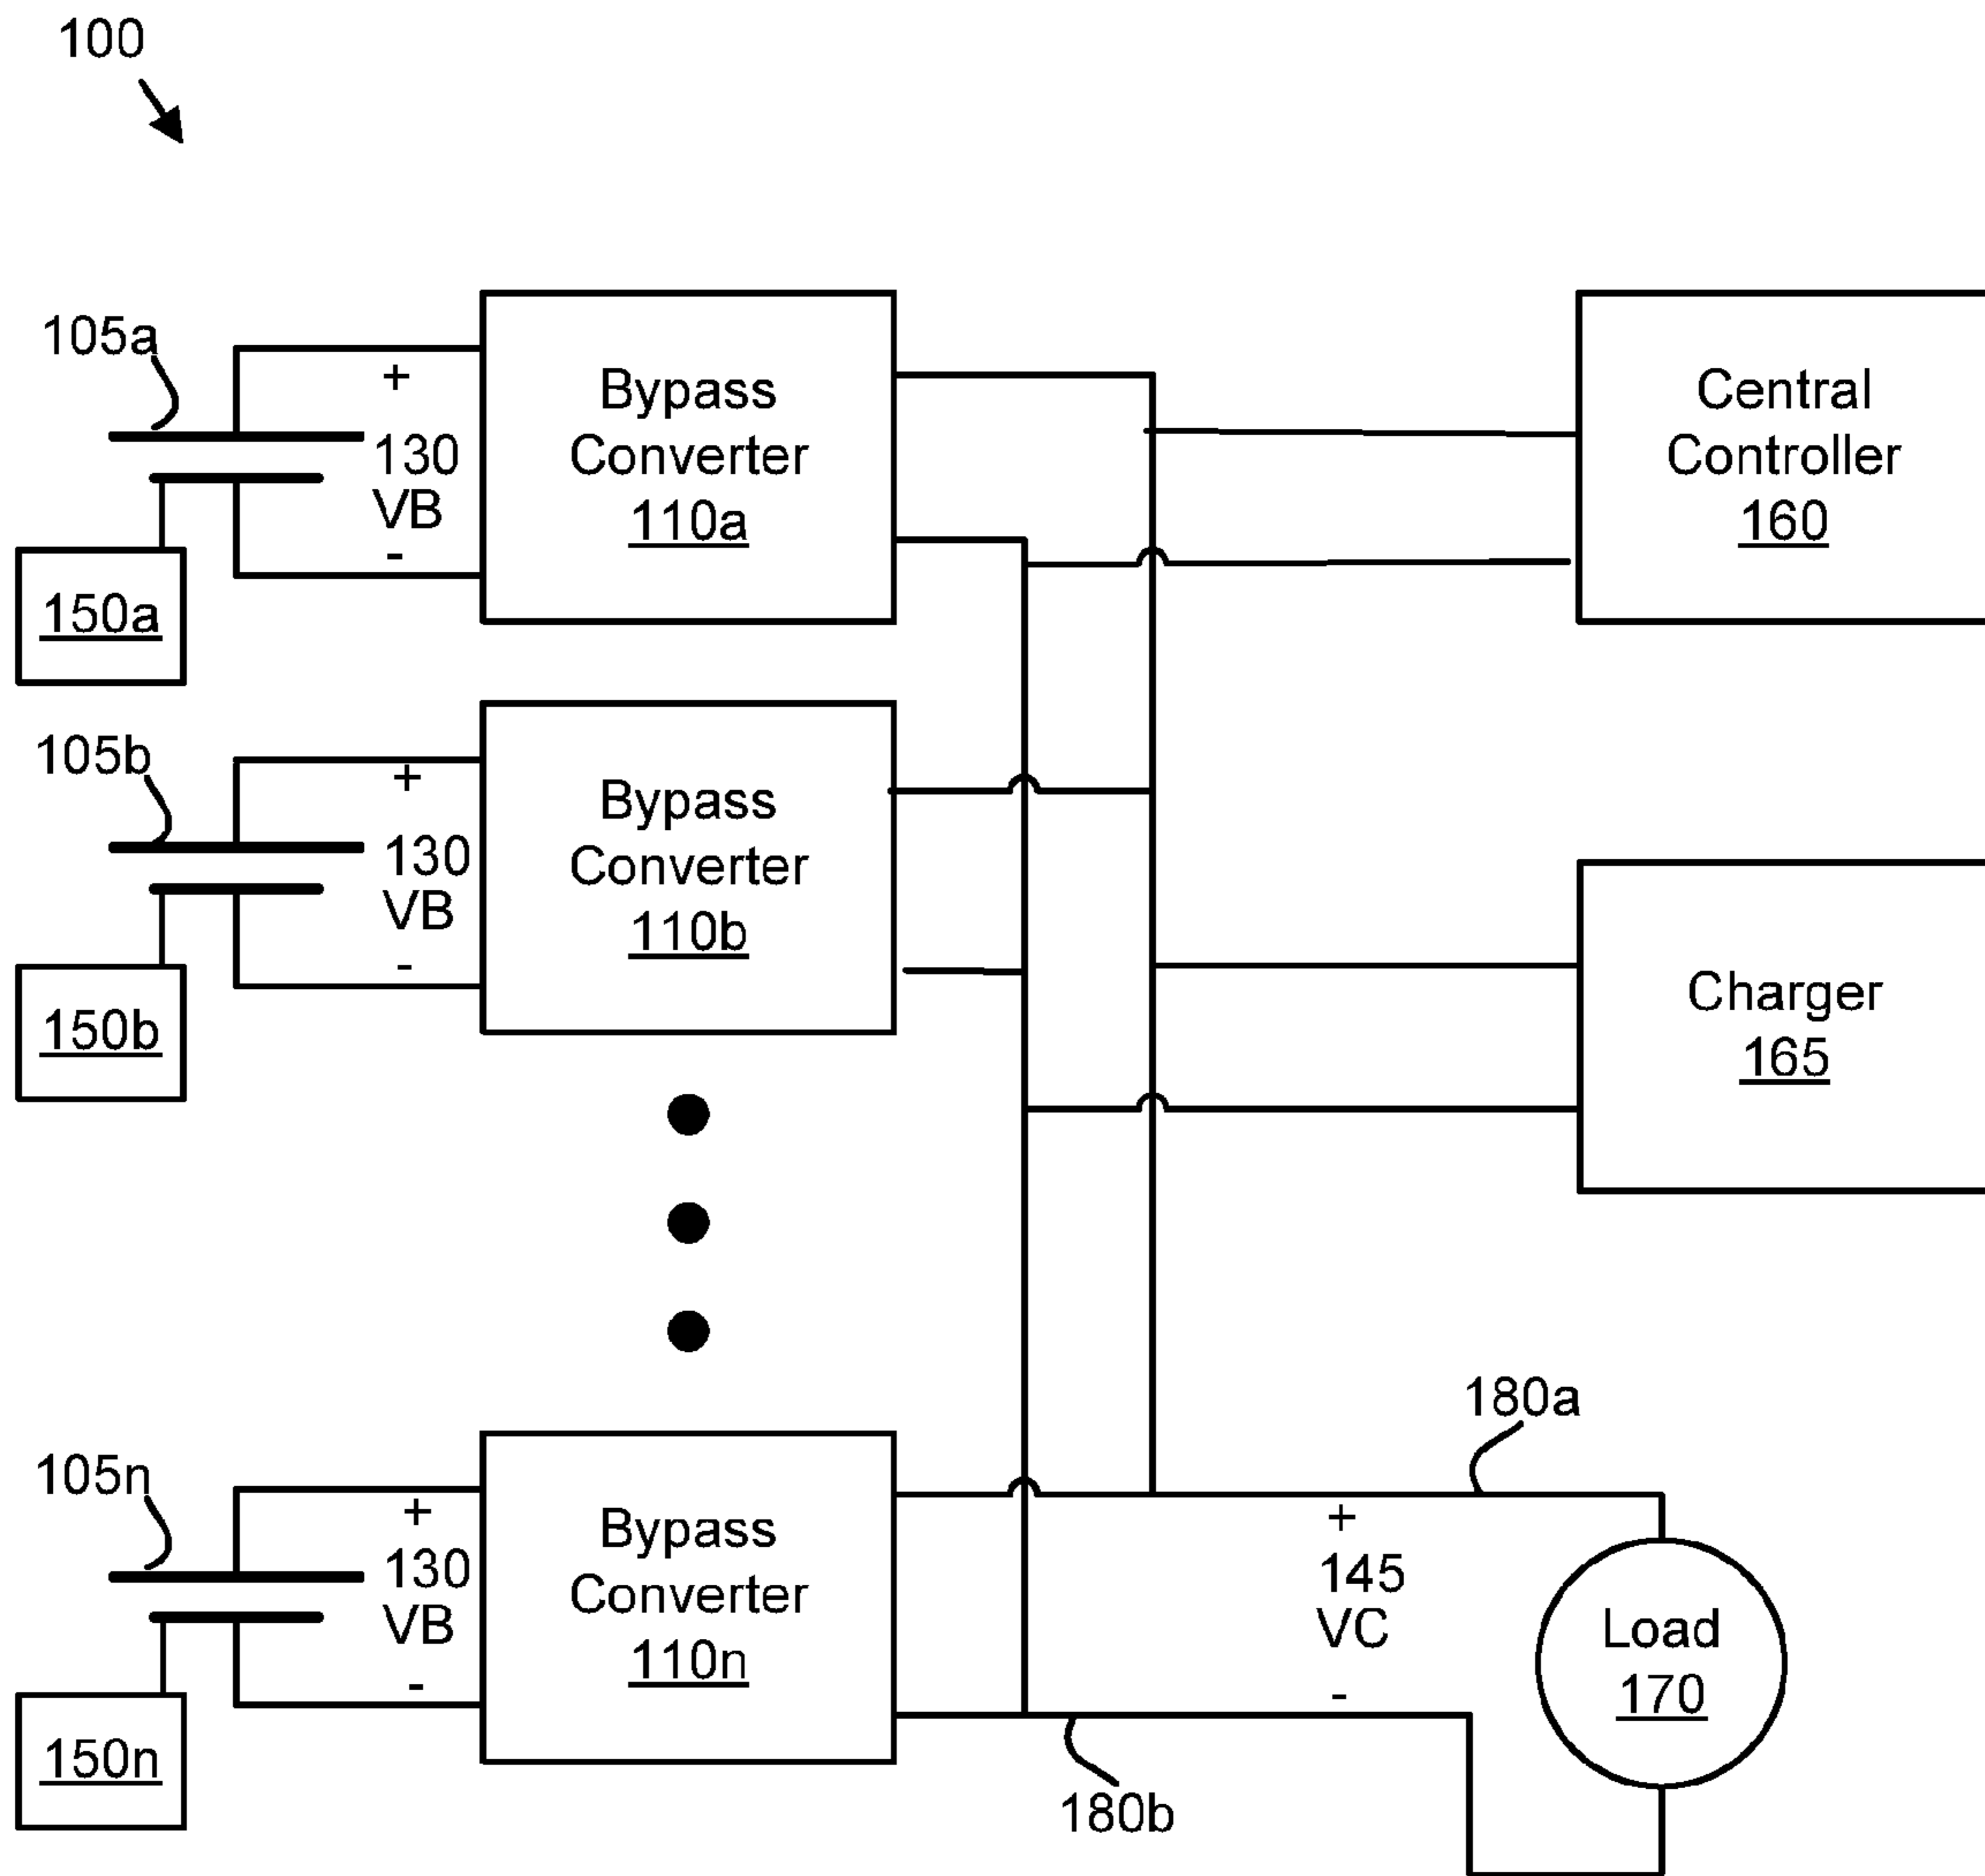 100
105a
+
130
VB
-
150a
Bypass
Converter
110a
Central
Controller
160
105b
+
130
VB
-
150b
Bypass
Converter
110b
Charger
165
105n
+
130
VB
-
150n
Bypass
Converter
110n
180a
+
145
VC
-
Load
170
180b